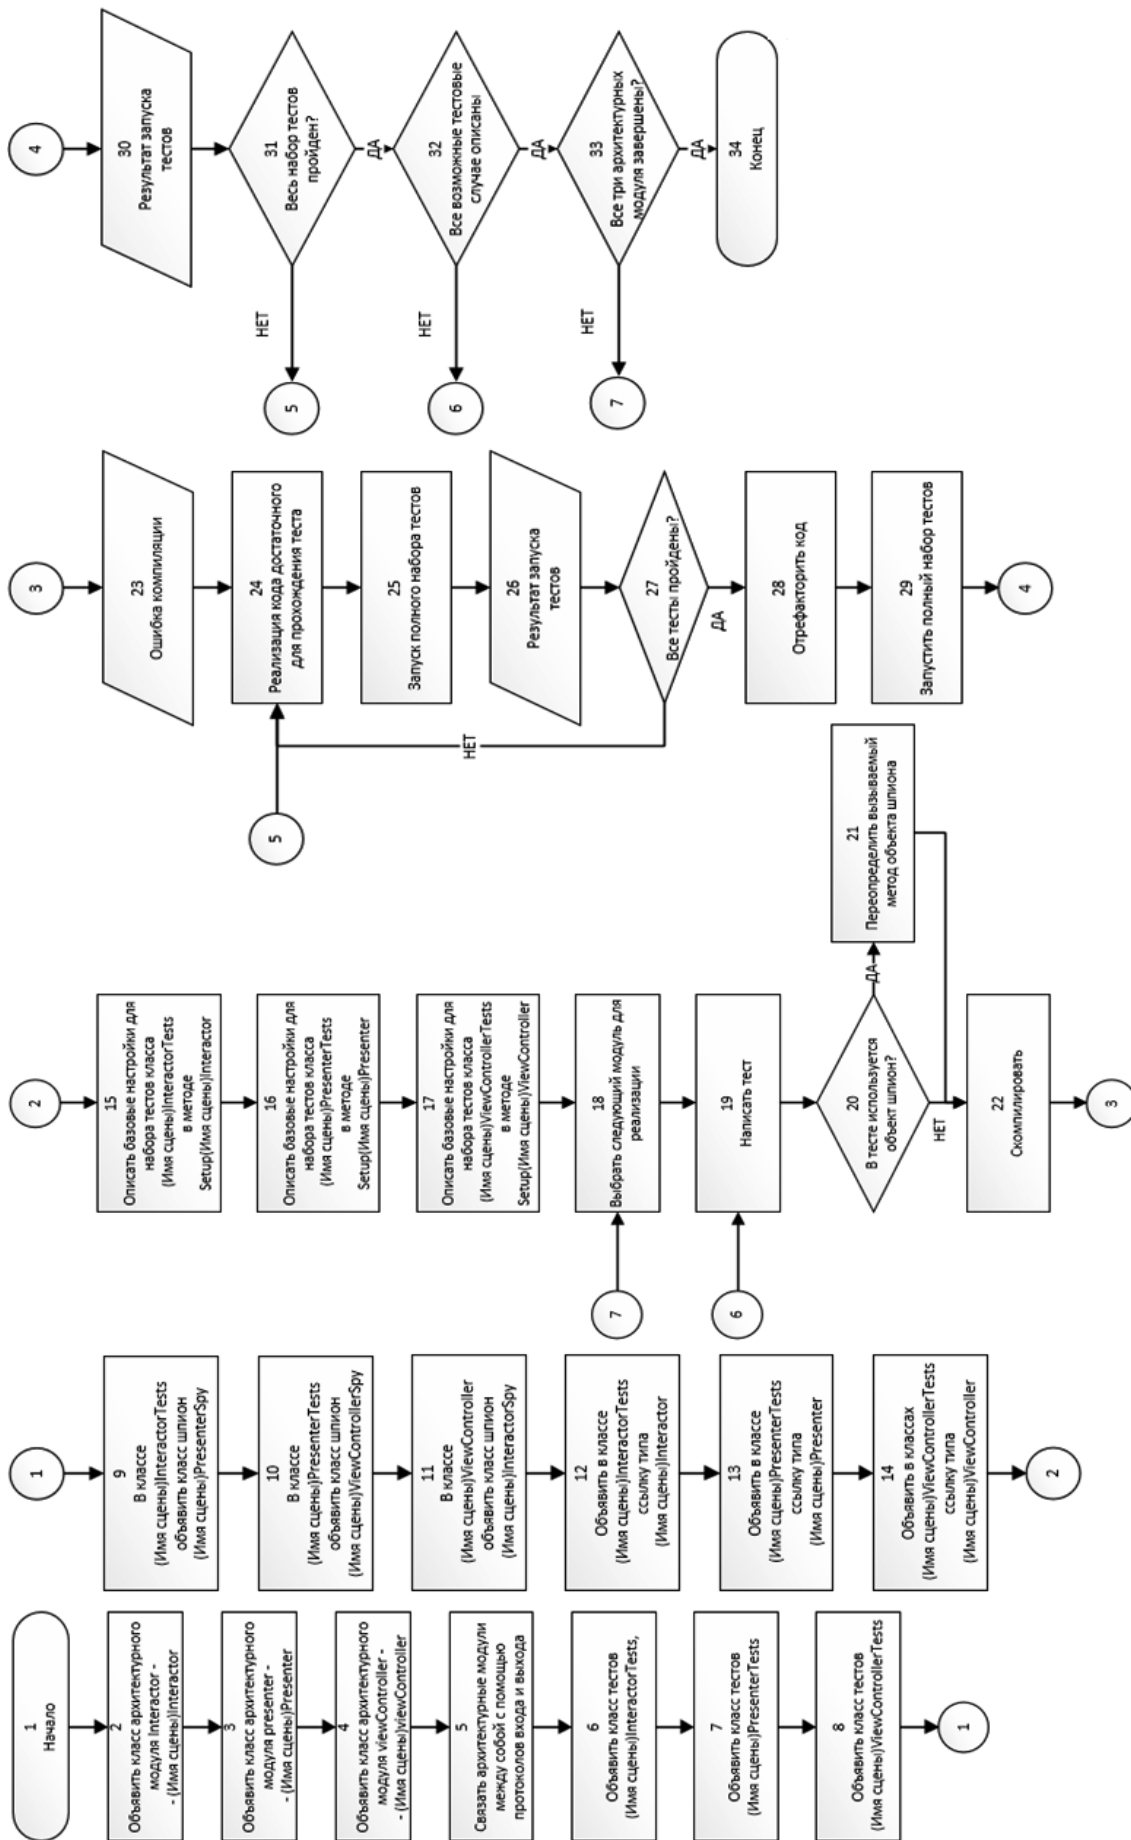 1
Начало
2
Объявить класс архитектурного
модуля interactor -
- (Имя сцены)Interactor
3
Объявить класс архитектурного
модуля presenter -
- (Имя сцены)Presenter
4
Объявить класс архитектурного
модуля viewController -
- (Имя сцены)viewController
5
Связать архитектурные модули
между собой с помощью
протоколов входа и выхода
6
Объявить класс тестов
(Имя сцены)InteractorTests,
7
Объявить класс тестов
(Имя сцены)PresenterTests
8
Объявить класс тестов
(Имя сцены)ViewControllerTests
1
1
9
В классе
(Имя сцены)InteractorTests
объявить класс шпион
(Имя сцены)PresenterSpy
10
В классе
(Имя сцены)PresenterTests
объявить класс шпион
(Имя сцены)ViewControllerSpy
11
В классе
(Имя сцены)ViewController
объявить класс шпион
(Имя сцены)InteractorSpy
12
Объявить в классе
(Имя сцены)InteractorTests
ссылку типа
(Имя сцены)Interactor
13
Объявить в классе
(Имя сцены)PresenterTests
ссылку типа
(Имя сцены)Presenter
14
Объявить в классах
(Имя сцены)ViewControllerTests
ссылку типа
(Имя сцены)ViewController
2
2
15
Описать базовые настройки для
набора тестов класса
(Имя сцены)InteractorTests
в методе
Setup(Имя сцены)Interactor
16
Описать базовые настройки для
набора тестов класса
(Имя сцены)PresenterTests
в методе
Setup(Имя сцены)Presenter
17
Описать базовые настройки для
набора тестов класса
(Имя сцены)ViewControllerTests
в методе
Setup(Имя сцены)ViewController
7
18
Выбрать следующий модуль для
реализации
6
19
Написать тест
20
В тесте используется
объект шпион?
ДА
21
Переопределить вызываемый
метод объекта шпиона
НЕТ
22
Скомпилировать
3
3
23
Ошибка компиляции
5
24
Реализация кода достаточного
для прохождения теста
25
Запуск полного набора тестов
26
Результат запуска
тестов
27
Все тесты пройдены?
НЕТ
ДА
28
Отрефакторить код
29
Запустить полный набор тестов
4
4
30
Результат запуска
тестов
31
Весь набор тестов
пройден?
НЕТ
5
ДА
32
Все возможные тестовые
случае описаны
НЕТ
6
ДА
33
Все три архитектурных
модуля завершены?
НЕТ
7
ДА
34
Конец